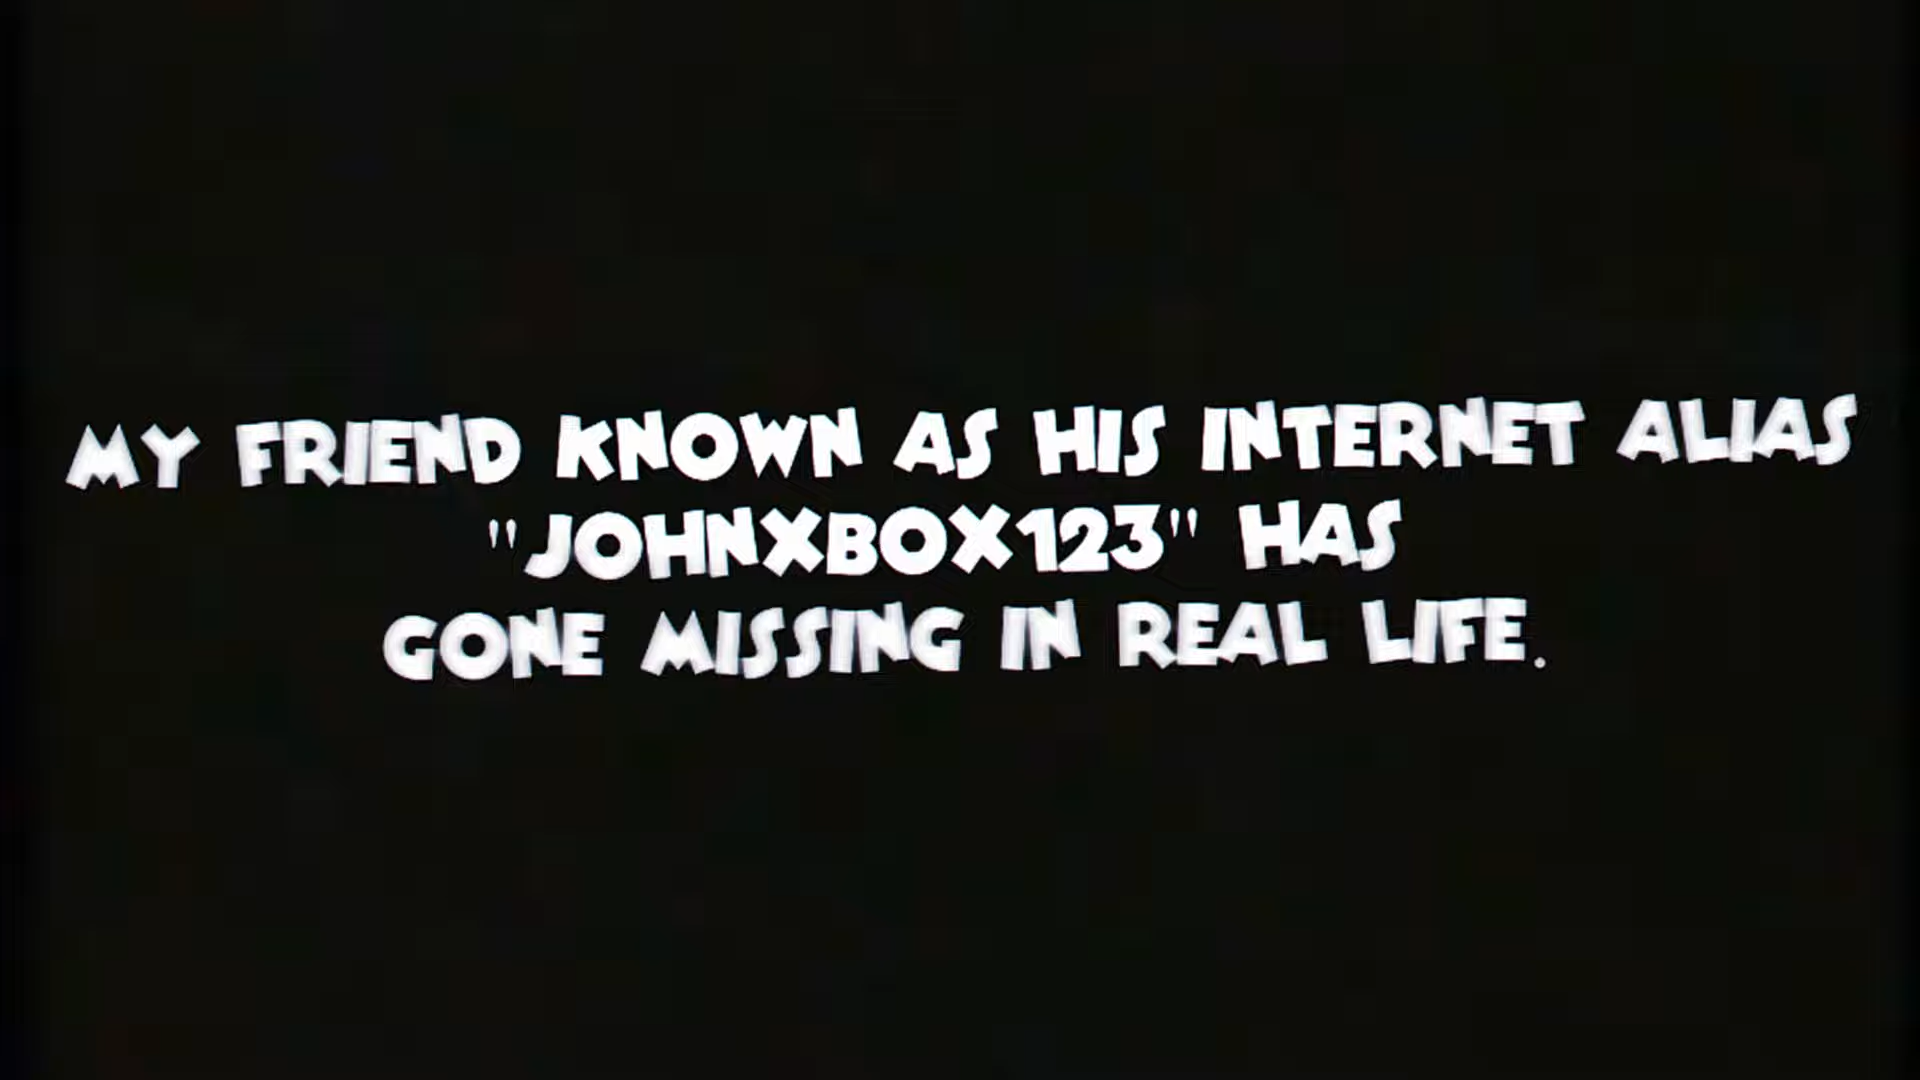 MY FRIEND KNOWN AS HIS INTERNET ALIAS
"JOHNXBOX123" HAS
GONE MISSING IN REAL LIFE.